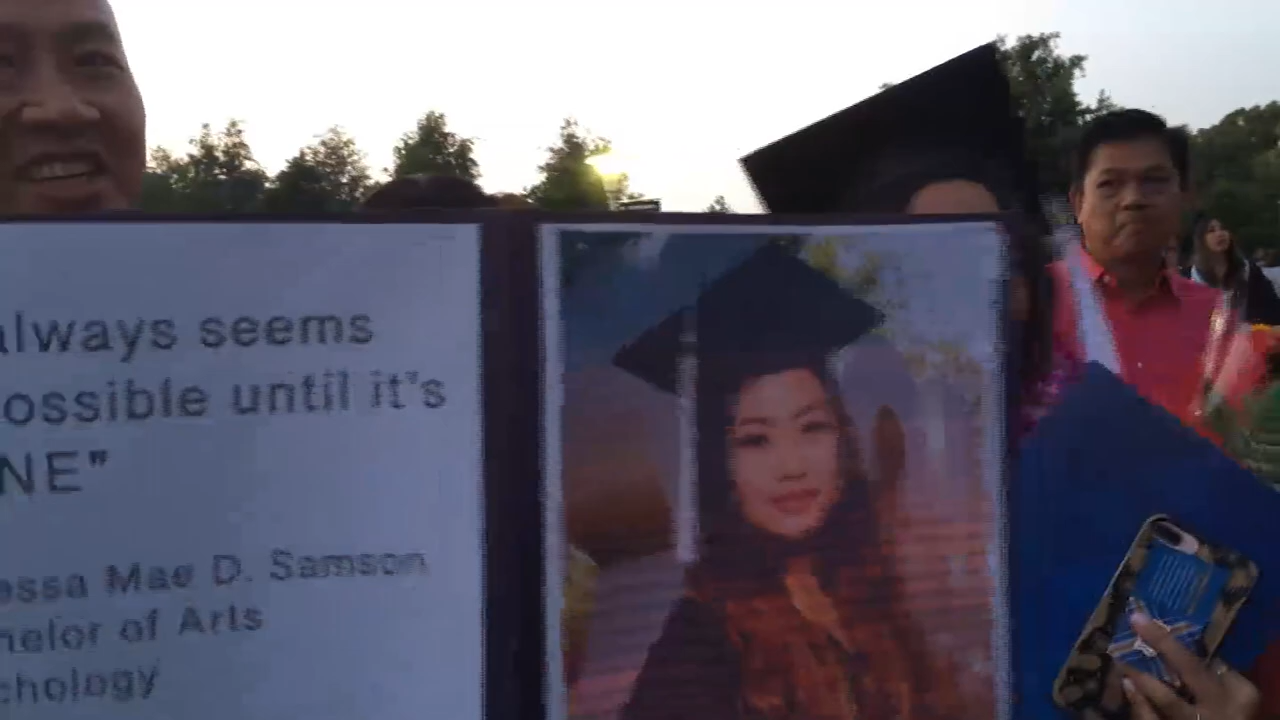 always seems
ossible until it's
NE"
essa Mae D. Samson
helor of Arts
chology